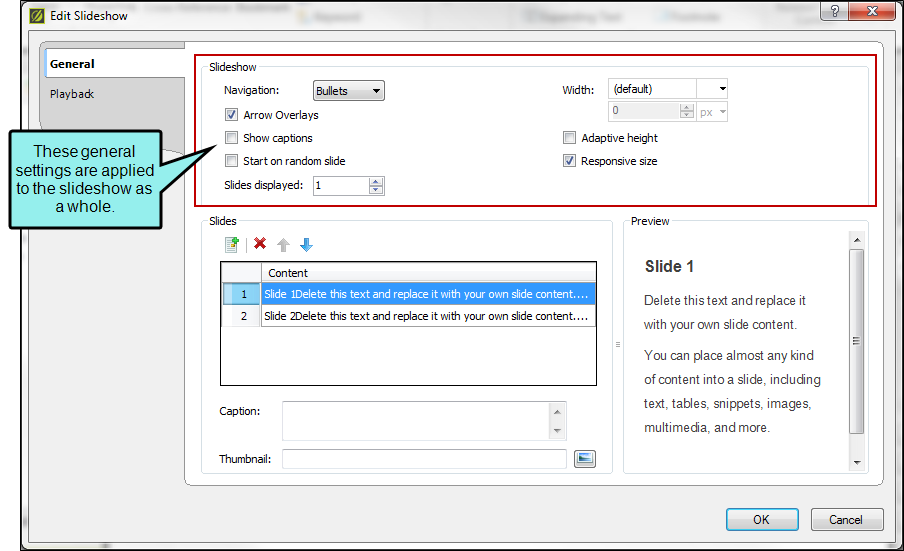 Edit Slideshow
General
Playback
These general
settings are applied
to the slideshow as
a whole.
Slideshow
Navigation: Bullets
Width: (default)
Arrow Overlays
0 px
Show captions
Adaptive height
Start on random slide
Responsive size
Slides displayed: 1
Slides
Content
1 Slide 1Delete this text and replace it with your own slide content....
2 Slide 2Delete this text and replace it with your own slide content....
Caption:
Thumbnail:
Preview
Slide 1
Delete this text and replace it
with your own slide content.
You can place almost any kind
of content into a slide, including
text, tables, snippets, images,
multimedia, and more.
OK
Cancel